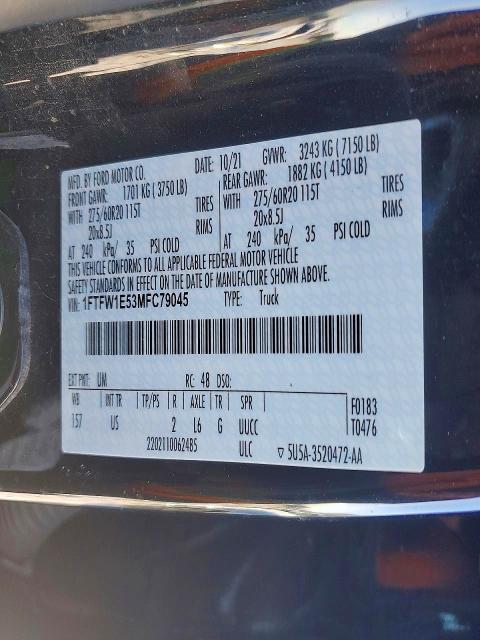 MFD. BY FORD MOTOR CO. DATE: 10/21 GVWR: 3243 KG ( 7150 LB)
FRONT GAWR: 1701 KG ( 3750 LB) REAR GAWR: 1882 KG ( 4150 LB)
WITH 275/60R20 115T TIRES WITH 275/60R20 115T TIRES
20x8.5J RIMS 20x8.5J RIMS
AT 240 kPa/ 35 PSI COLD AT 240 kPa/ 35 PSI COLD
THIS VEHICLE CONFORMS TO ALL APPLICABLE FEDERAL MOTOR VEHICLE
SAFETY STANDARDS IN EFFECT ON THE DATE OF MANUFACTURE SHOWN ABOVE.
VIN: 1FTFW1E53MFC79045 TYPE: Truck
EXT PNT: UM RC: 48 DSO:
WB INT TR TP/PS R AXLE TR SPR F0183
157 US 2 L6 G UUCC T0476
2202110062485 ULC ▽ 5U5A-3520472-AA